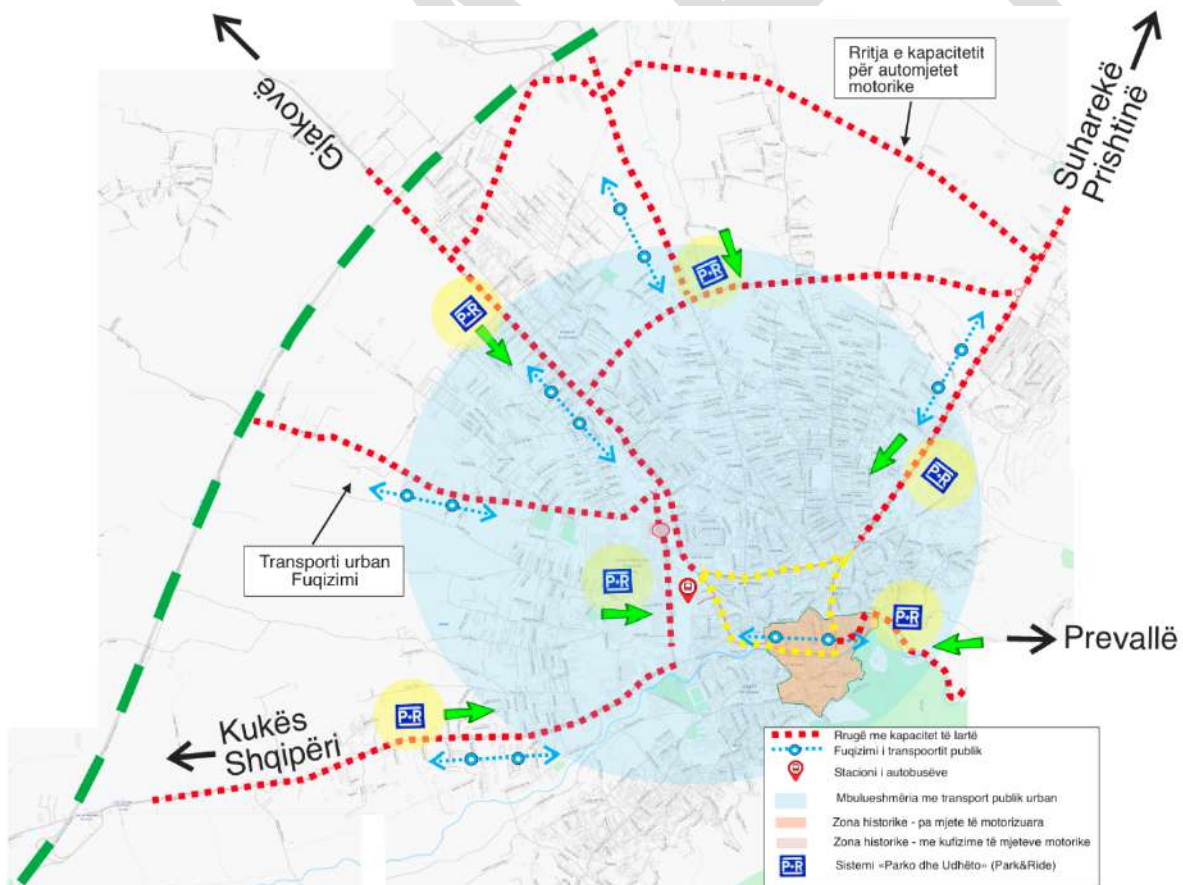 Gjakovë
Rritja e kapacitetit
për automjetet
motorike
Suharekë
Prishtinë
P+R
P+R
P+R
Transporti urban
Fuqizimi
P+R
P+R
Prevallë
P+R
Kukës
Shqipëri
Rrugë me kapacitet të lartë
Fuqizimi i transpoortit publik
Stacioni i autobusëve
Mbulueshmëria me transport publik urban
Zona historike - pa mjete të motorizuara
Zona historike - me kufizime të mjeteve motorike
P+R Sistemi «Parko dhe Udhëto» (Park&Ride)